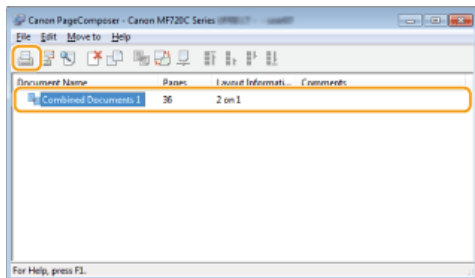 Canon PageComposer - Canon MF720C Series
File Edit Move to Help
Document Name Pages Layout Informati... Comments
Combined Documents 1 36 2 on 1
For Help, press F1.